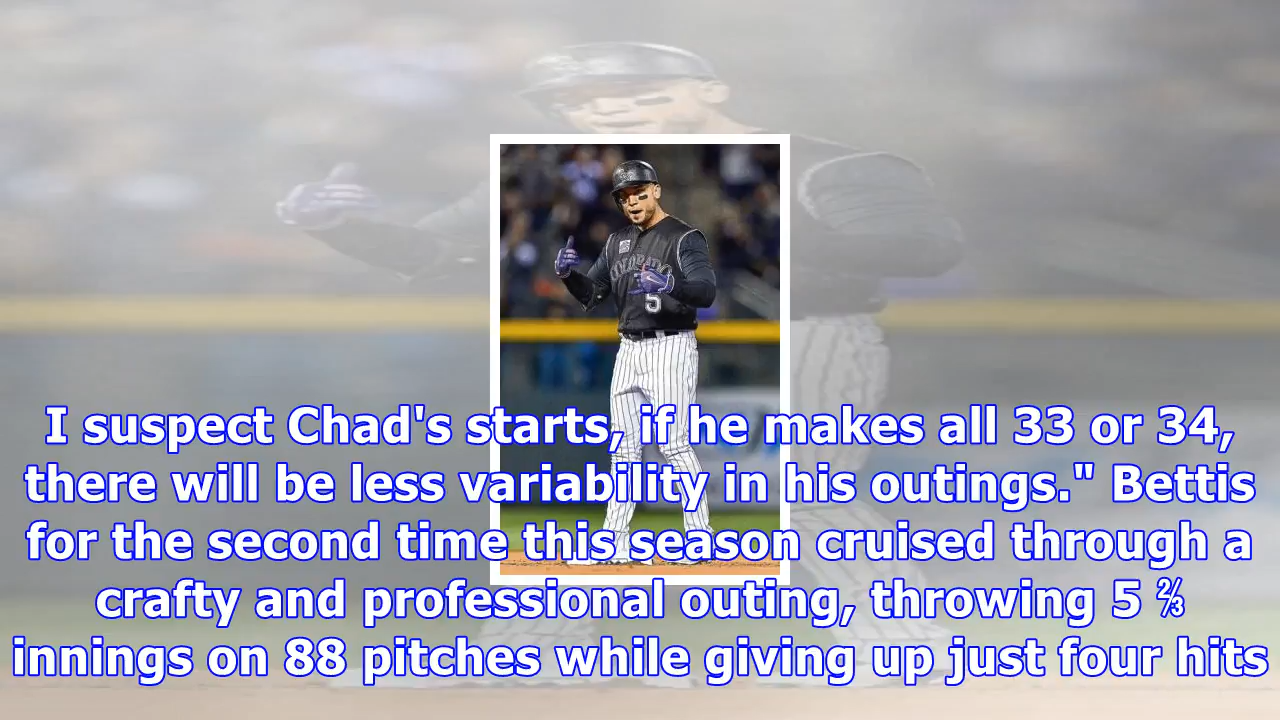 COLORADO
5
I suspect Chad's starts, if he makes all 33 or 34,
there will be less variability in his outings." Bettis
for the second time this season cruised through a
crafty and professional outing, throwing 5 ⅔
innings on 88 pitches while giving up just four hits